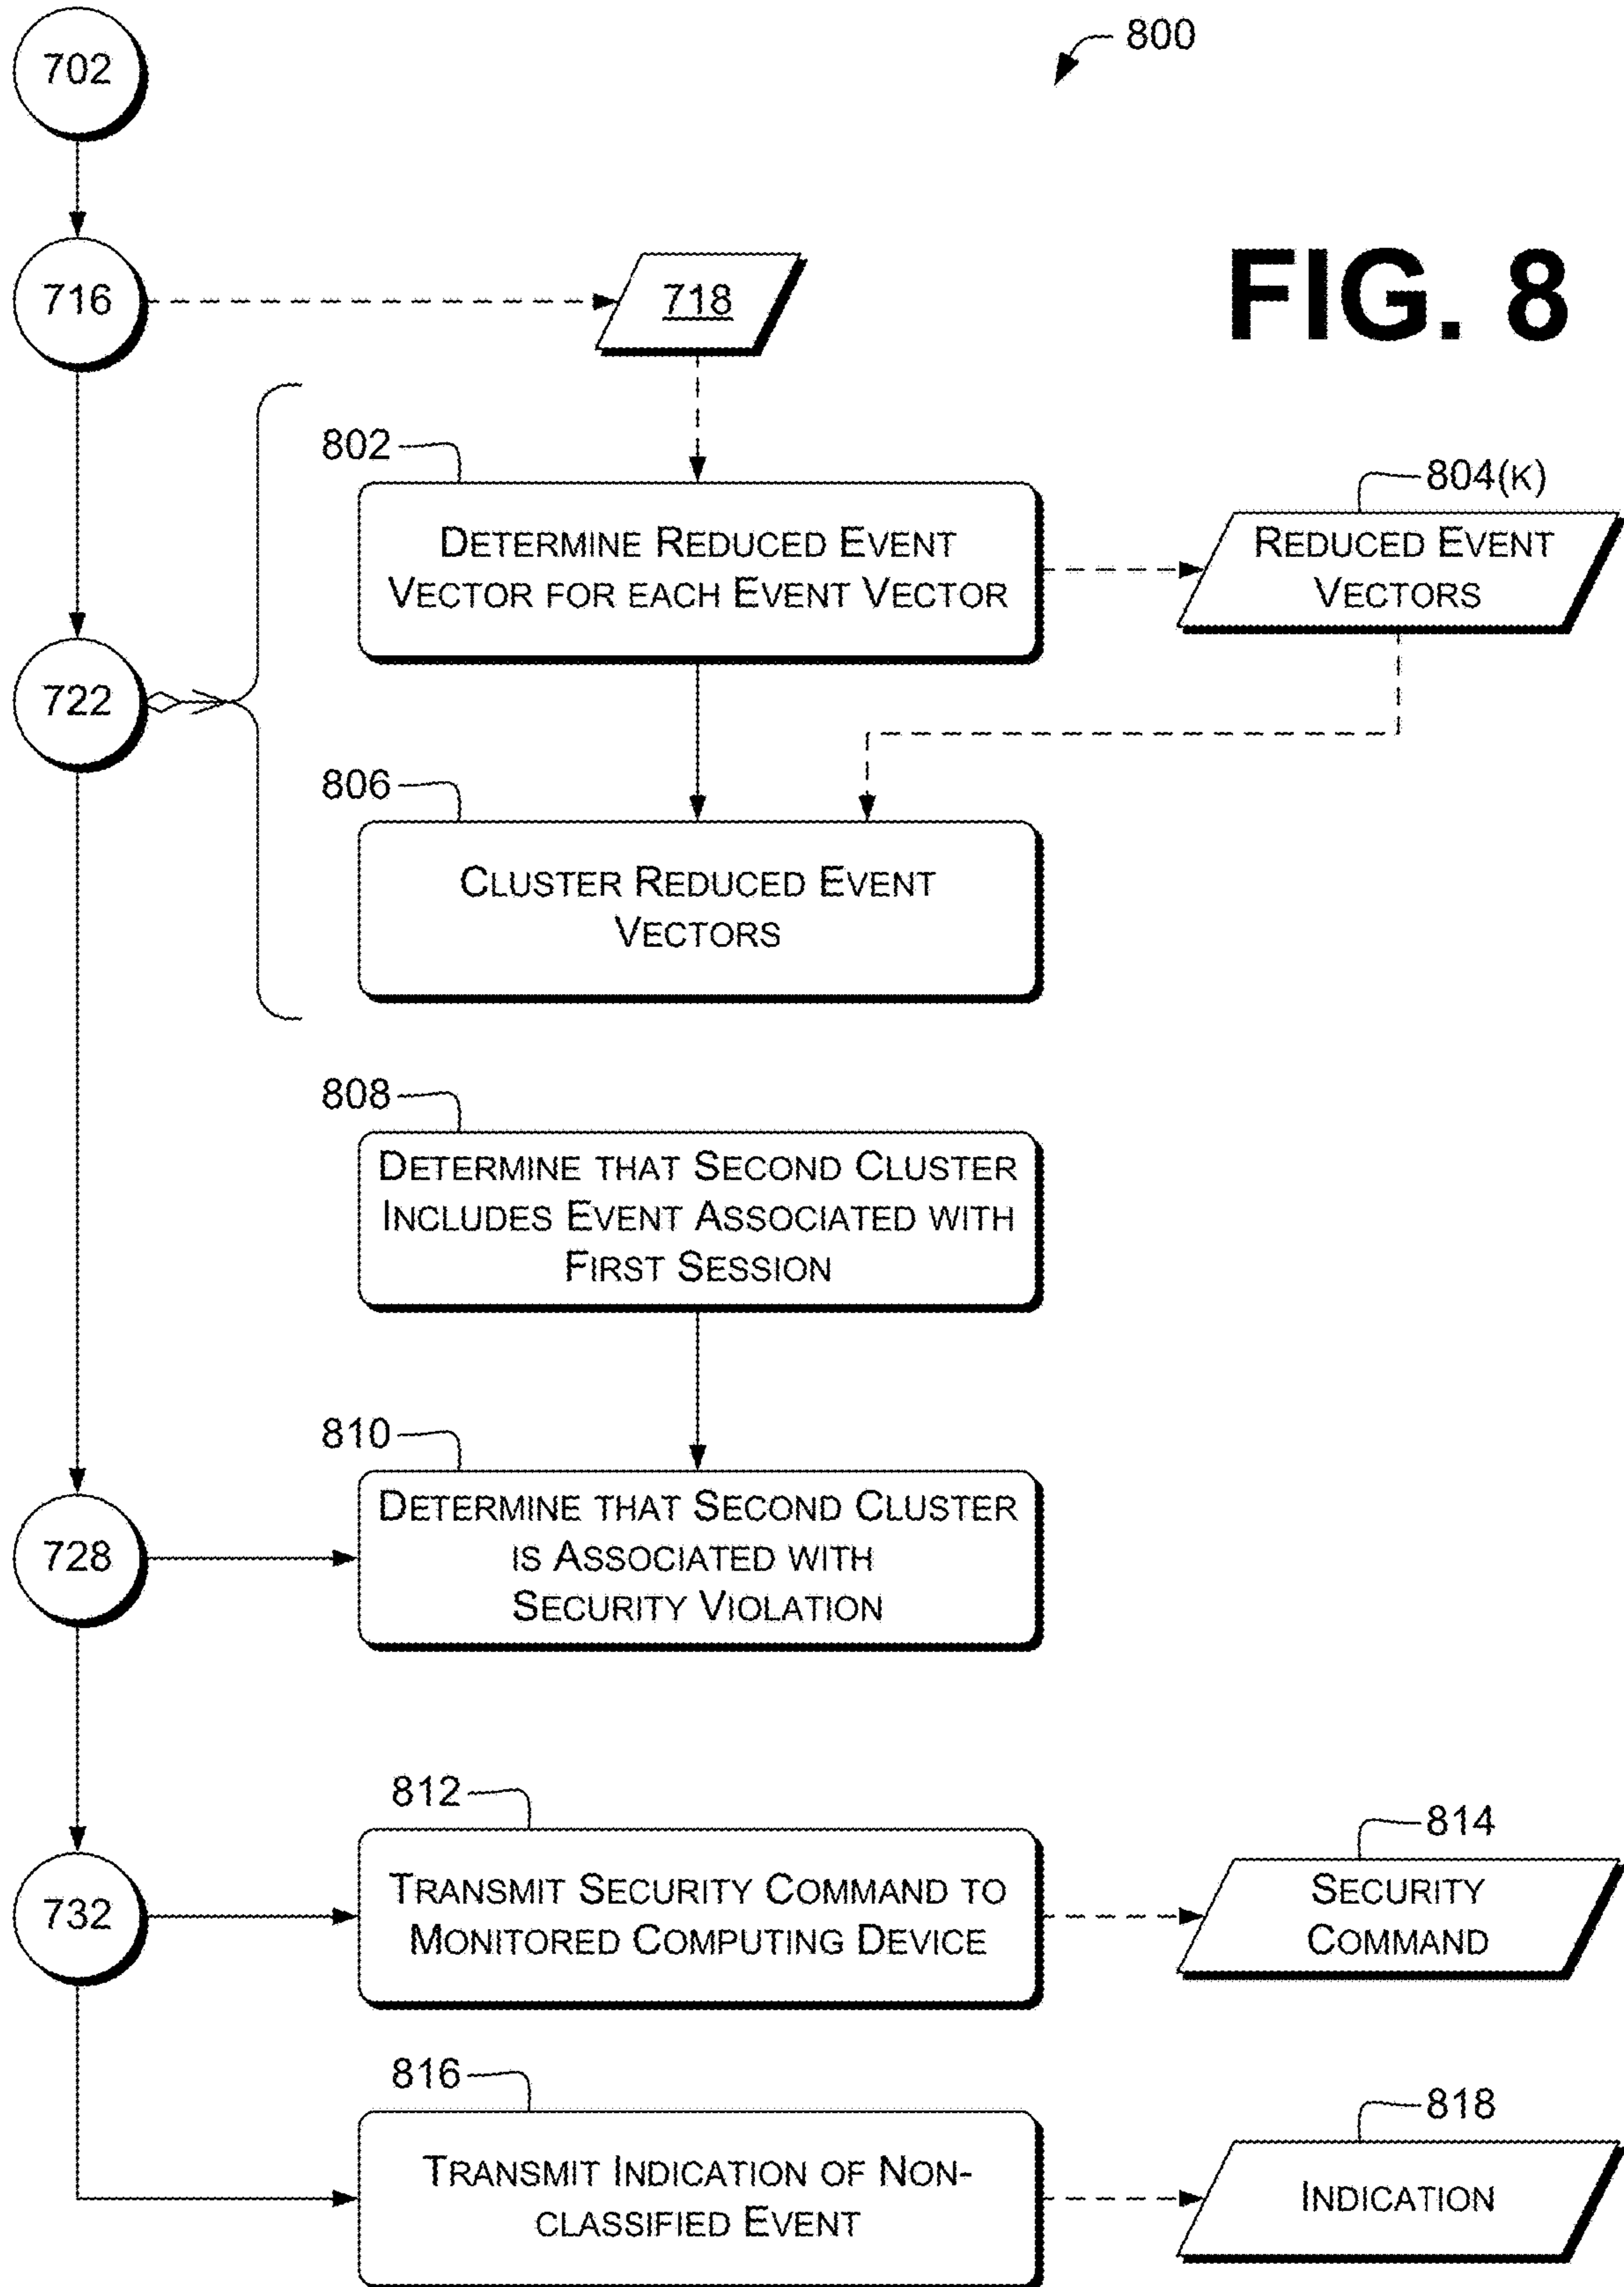 702
800
FIG. 8
716
718
802
804(K)
DETERMINE REDUCED EVENT
VECTOR FOR EACH EVENT VECTOR
REDUCED EVENT
VECTORS
722
806
CLUSTER REDUCED EVENT
VECTORS
808
DETERMINE THAT SECOND CLUSTER
INCLUDES EVENT ASSOCIATED WITH
FIRST SESSION
810
DETERMINE THAT SECOND CLUSTER
IS ASSOCIATED WITH
SECURITY VIOLATION
728
812
814
TRANSMIT SECURITY COMMAND TO
MONITORED COMPUTING DEVICE
SECURITY
COMMAND
732
816
818
TRANSMIT INDICATION OF NON-
CLASSIFIED EVENT
INDICATION